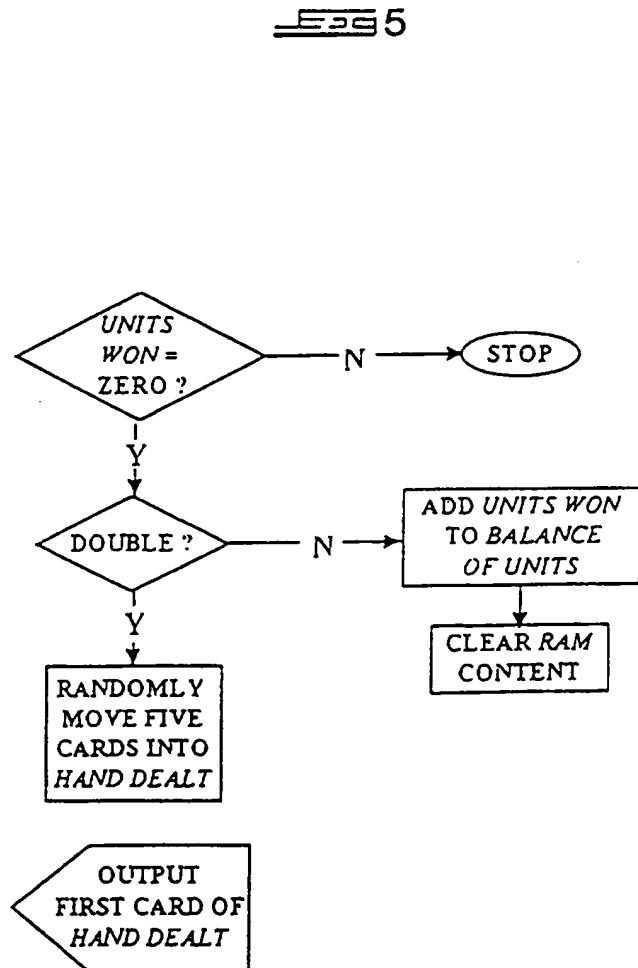 Fig 5
UNITS
WON =
ZERO ?
N
STOP
Y
DOUBLE ?
N
ADD UNITS WON
TO BALANCE
OF UNITS
Y
CLEAR RAM
CONTENT
RANDOMLY
MOVE FIVE
CARDS INTO
HAND DEALT
OUTPUT
FIRST CARD OF
HAND DEALT